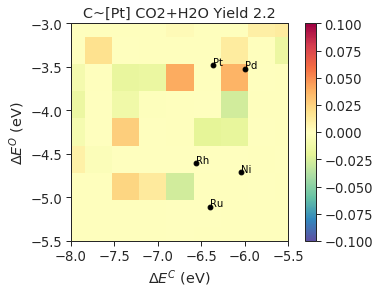 C~[Pt] CO2+H2O Yield 2.2
−3.0
−3.5
−4.0
−4.5
−5.0
−5.5
ΔE^O (eV)
Pt
Pd
Rh
Ni
Ru
−8.0 −7.5 −7.0 −6.5 −6.0 −5.5
ΔE^C (eV)
0.100
0.075
0.050
0.025
0.000
−0.025
−0.050
−0.075
−0.100